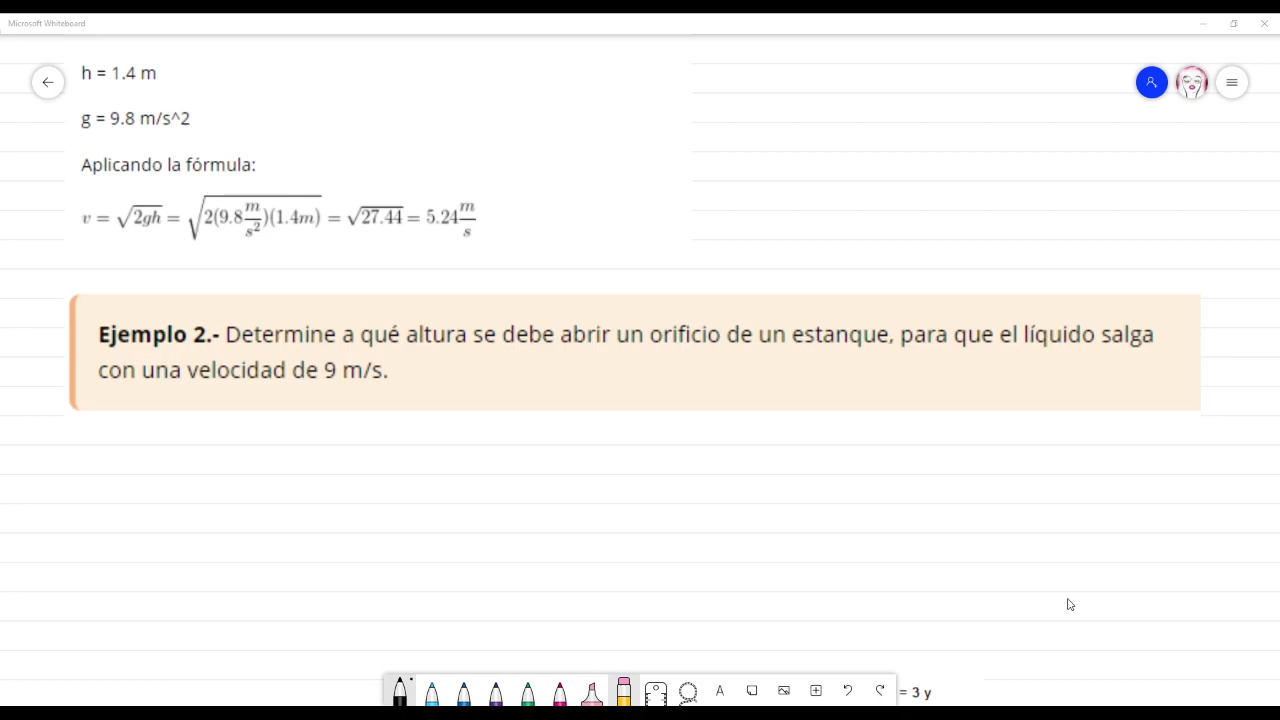 Microsoft Whiteboard
h = 1.4 m
g = 9.8 m/s^2
Aplicando la fórmula:
v = √2gh = √2(9.8 m/s²)(1.4m) = √27.44 = 5.24 m/s
Ejemplo 2.- Determine a qué altura se debe abrir un orificio de un estanque, para que el líquido salga
con una velocidad de 9 m/s.
A
= 3 y